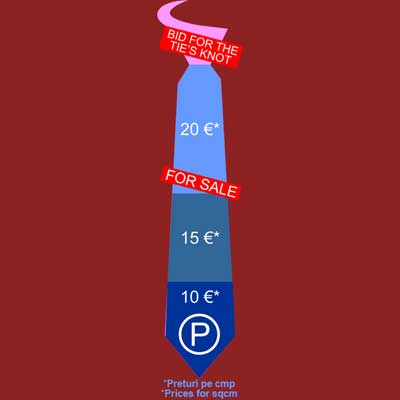 BID FOR THE
TIE'S KNOT
20 €*
FOR SALE
15 €*
10 €*
P
*Preturi pe cmp
*Prices for sqcm